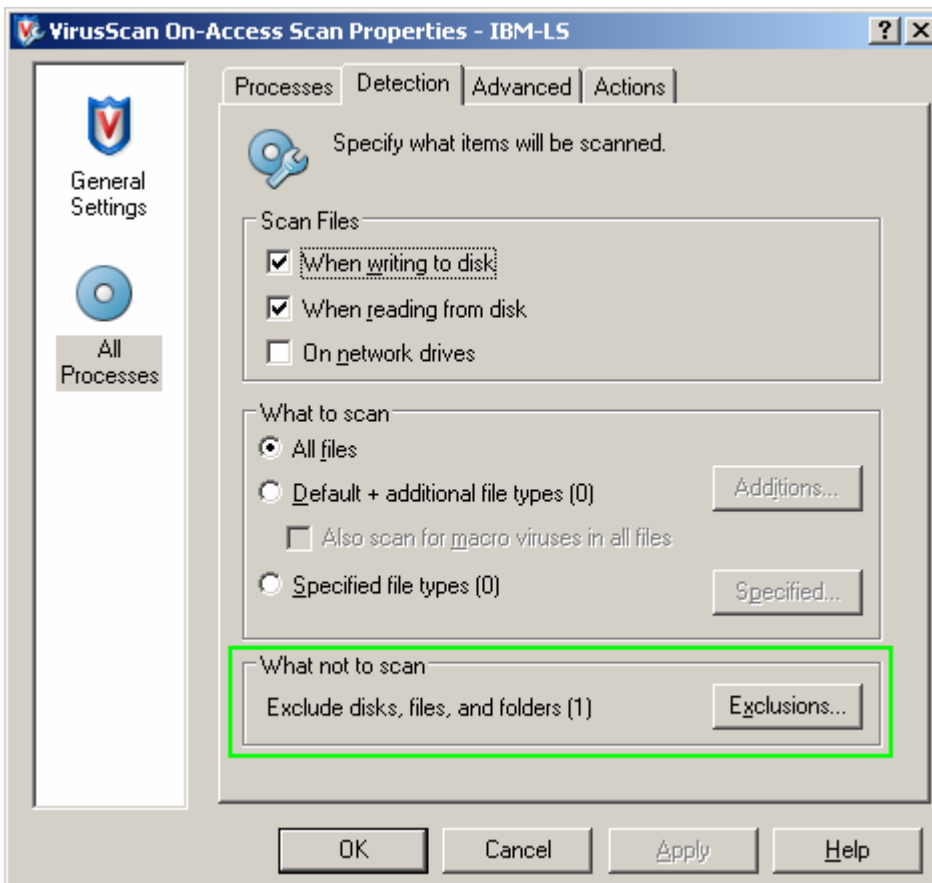 VirusScan On-Access Scan Properties - IBM-LS
General
Settings
All
Processes
Processes Detection Advanced Actions
Specify what items will be scanned.
Scan Files
When writing to disk
When reading from disk
On network drives
What to scan
All files
Default + additional file types (0)
Additions...
Also scan for macro viruses in all files
Specified file types (0)
Specified...
What not to scan
Exclude disks, files, and folders (1)
Exclusions...
OK Cancel Apply Help